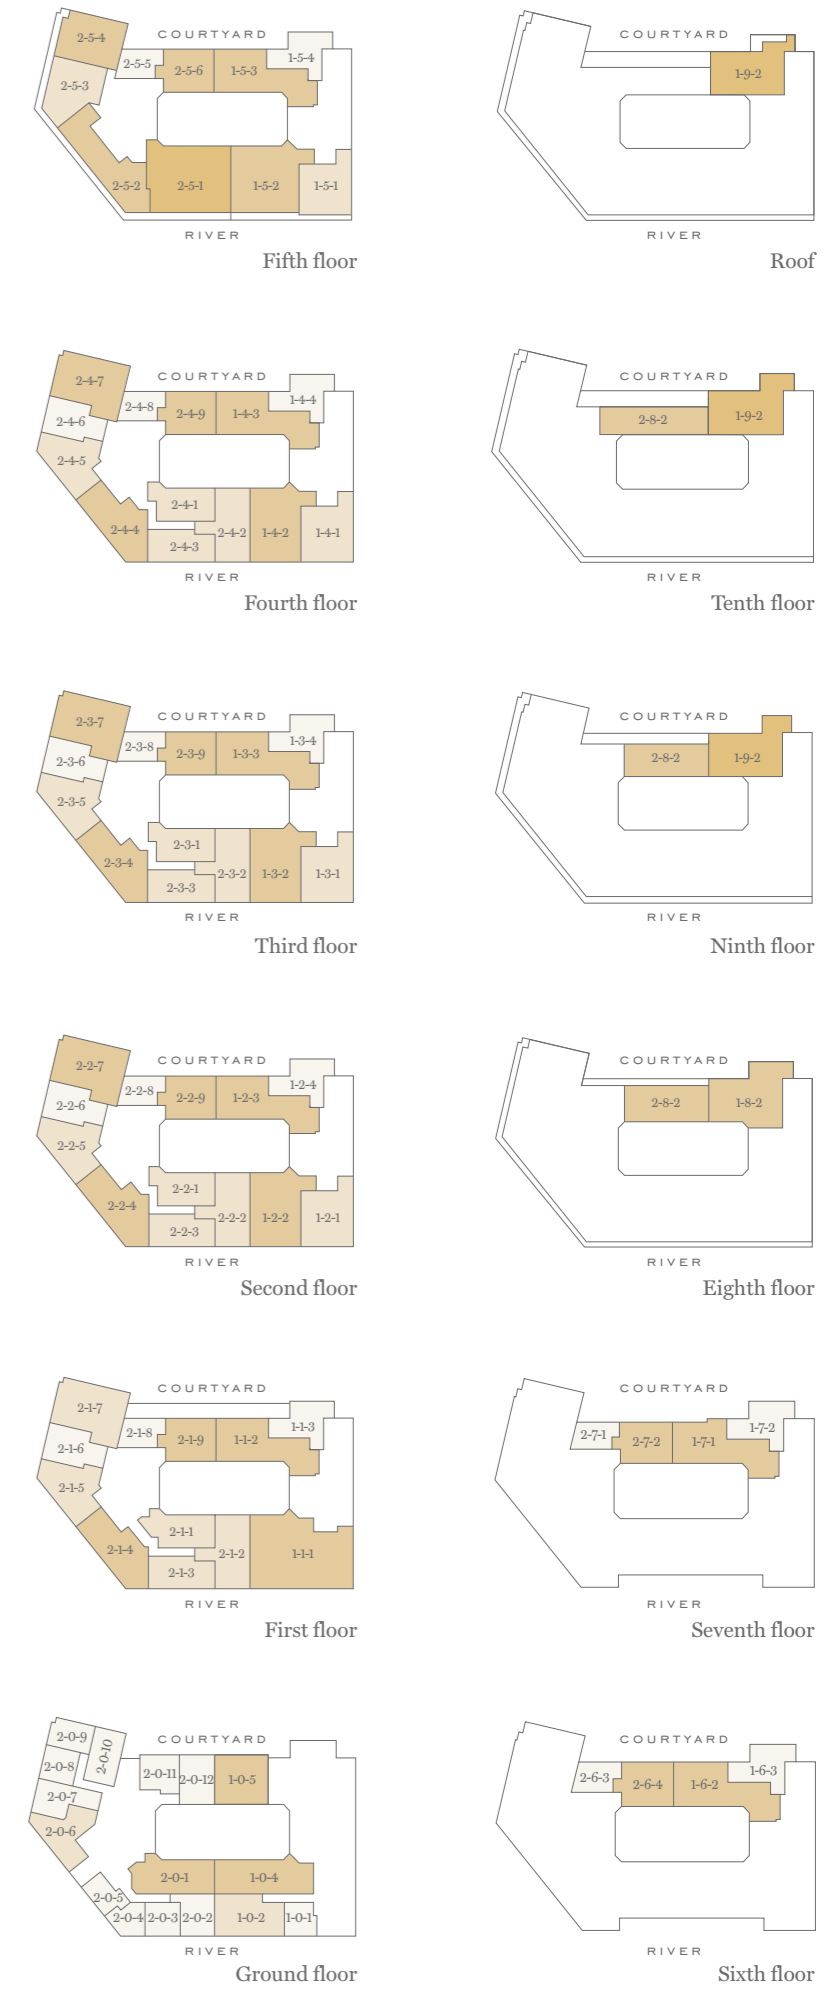 COURTYARD
2-5-4
2-5-5
2-5-6
1-5-3
1-5-4
2-5-3
2-5-2
2-5-1
1-5-2
1-5-1
RIVER
Fifth floor
COURTYARD
1-9-2
RIVER
Roof
COURTYARD
2-4-7
2-4-8
2-4-9
1-4-3
1-4-4
2-4-6
2-4-5
2-4-1
2-4-4
2-4-2
1-4-2
1-4-1
2-4-3
RIVER
Fourth floor
COURTYARD
2-8-2
1-9-2
RIVER
Tenth floor
COURTYARD
2-3-7
2-3-8
2-3-9
1-3-3
1-3-4
2-3-6
2-3-5
2-3-1
2-3-4
2-3-2
1-3-2
1-3-1
2-3-3
RIVER
Third floor
COURTYARD
2-8-2
1-9-2
RIVER
Ninth floor
COURTYARD
2-2-7
2-2-8
2-2-9
1-2-3
1-2-4
2-2-6
2-2-5
2-2-1
2-2-4
2-2-2
1-2-2
1-2-1
2-2-3
RIVER
Second floor
COURTYARD
2-8-2
1-8-2
RIVER
Eighth floor
COURTYARD
2-1-7
2-1-8
2-1-9
1-1-2
1-1-3
2-1-6
2-1-5
2-1-1
2-1-4
2-1-2
1-1-1
2-1-3
RIVER
First floor
COURTYARD
2-7-1
2-7-2
1-7-1
1-7-2
RIVER
Seventh floor
COURTYARD
2-0-9
2-0-10
2-0-8
2-0-11
2-0-12
1-0-5
2-0-7
2-0-6
2-0-1
1-0-4
2-0-5
2-0-4
2-0-3
2-0-2
1-0-2
1-0-1
RIVER
Ground floor
COURTYARD
2-6-3
2-6-4
1-6-2
1-6-3
RIVER
Sixth floor